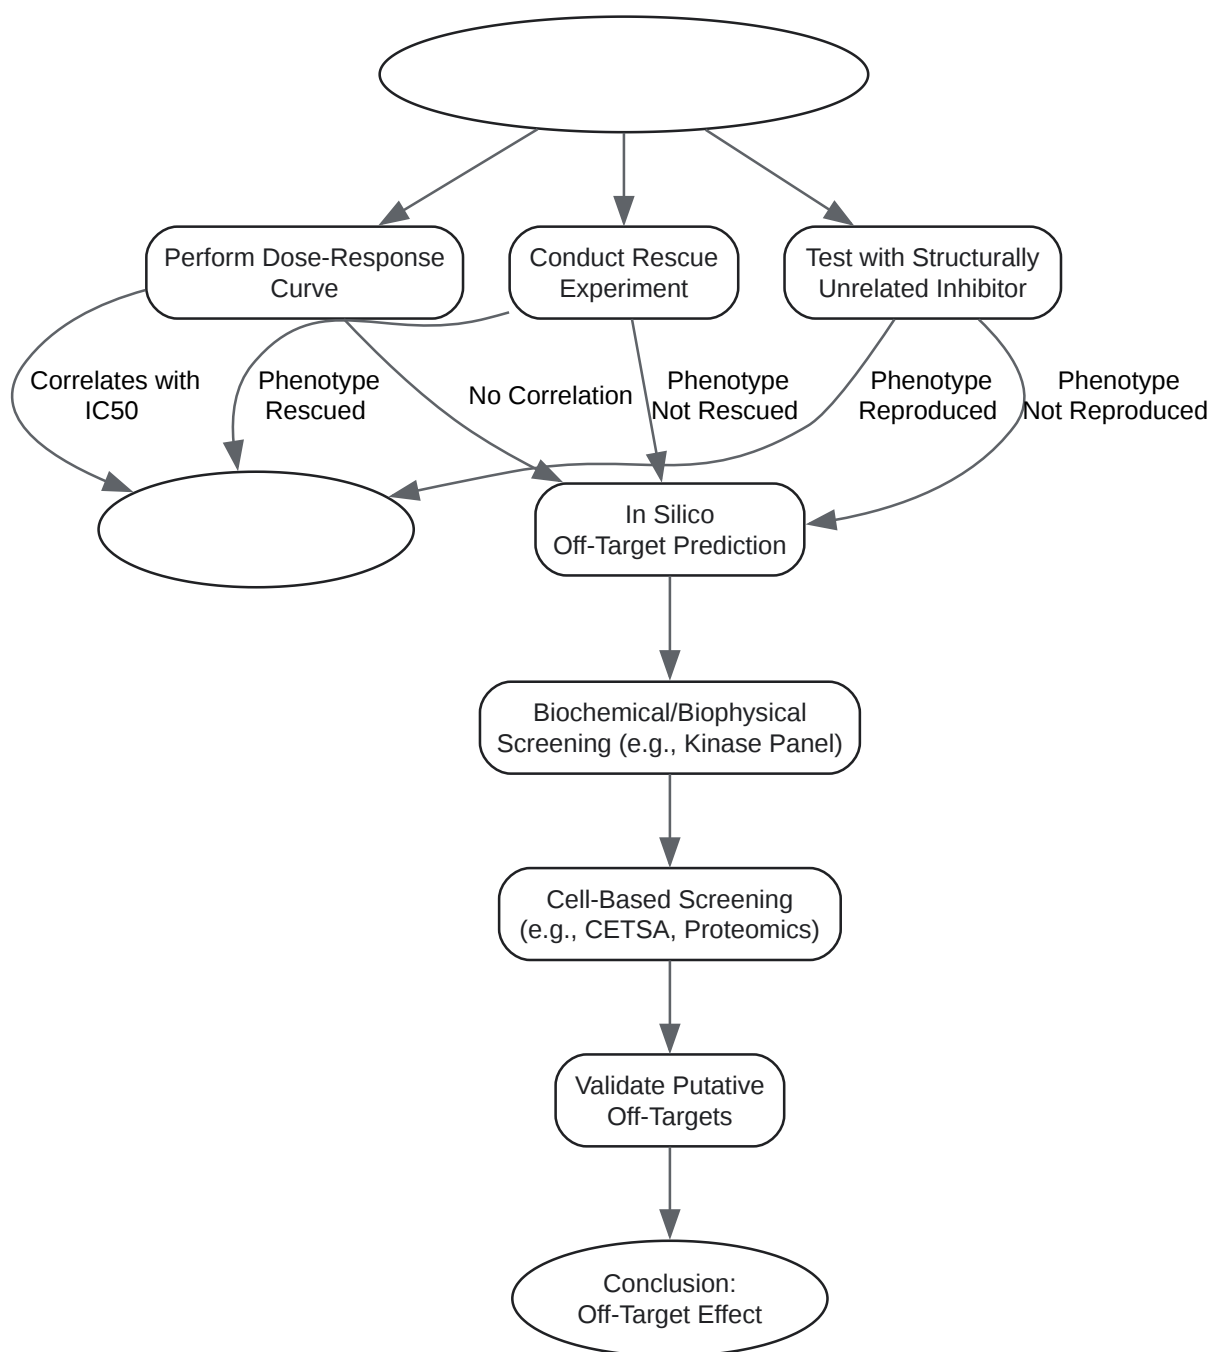 Perform Dose-Response
Curve
Conduct Rescue
Experiment
Test with Structurally
Unrelated Inhibitor
Correlates with
IC50
Phenotype
Rescued
No Correlation
Phenotype
Not Rescued
Phenotype
Reproduced
Phenotype
Not Reproduced
In Silico
Off-Target Prediction
Biochemical/Biophysical
Screening (e.g., Kinase Panel)
Cell-Based Screening
(e.g., CETSA, Proteomics)
Validate Putative
Off-Targets
Conclusion:
Off-Target Effect